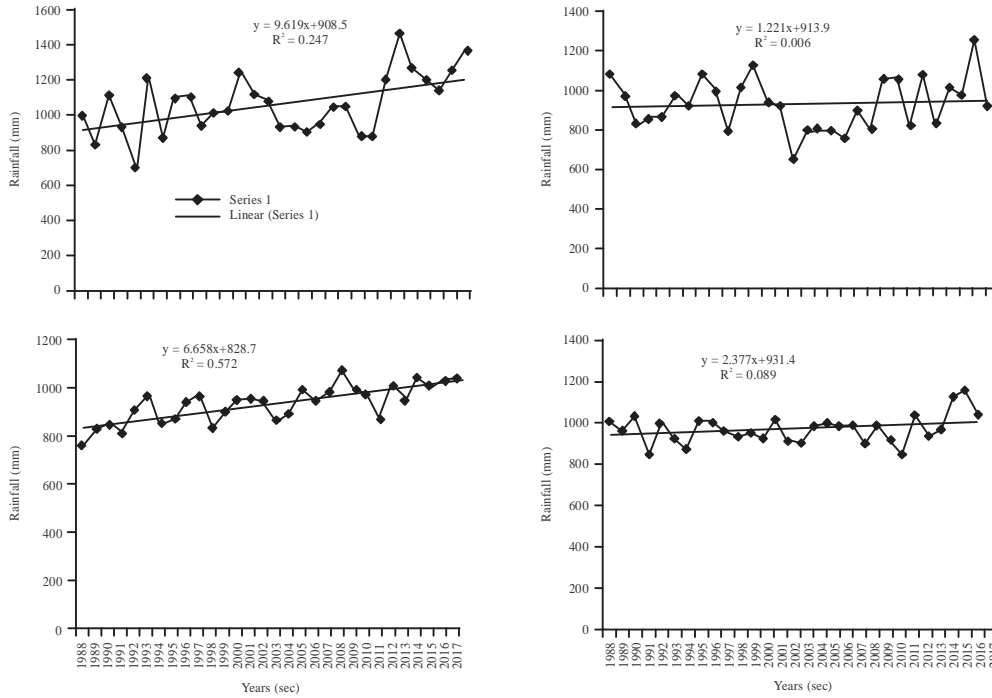 y = 9.619x+908.5
R² = 0.247
1600
1400
1200
1000
800
600
400
200
0
Rainfall (mm)
Series 1
Linear (Series 1)
y = 1.221x+913.9
R² = 0.006
1400
1200
1000
800
600
400
200
0
Rainfall (mm)
y = 6.658x+828.7
R² = 0.572
1200
1000
800
600
400
200
0
Rainfall (mm)
1988 1989 1990 1991 1992 1993 1994 1995 1996 1997 1998 1999 2000 2001 2002 2003 2004 2005 2006 2007 2008 2009 2010 2011 2012 2013 2014 2015 2016 2017
Years (sec)
y = 2.377x+931.4
R² = 0.089
1400
1200
1000
800
600
400
200
0
Rainfall (mm)
1988 1989 1990 1991 1992 1993 1994 1995 1996 1997 1998 1999 2000 2001 2002 2003 2004 2005 2006 2007 2008 2009 2010 2011 2012 2013 2014 2015 2016
Years (sec)